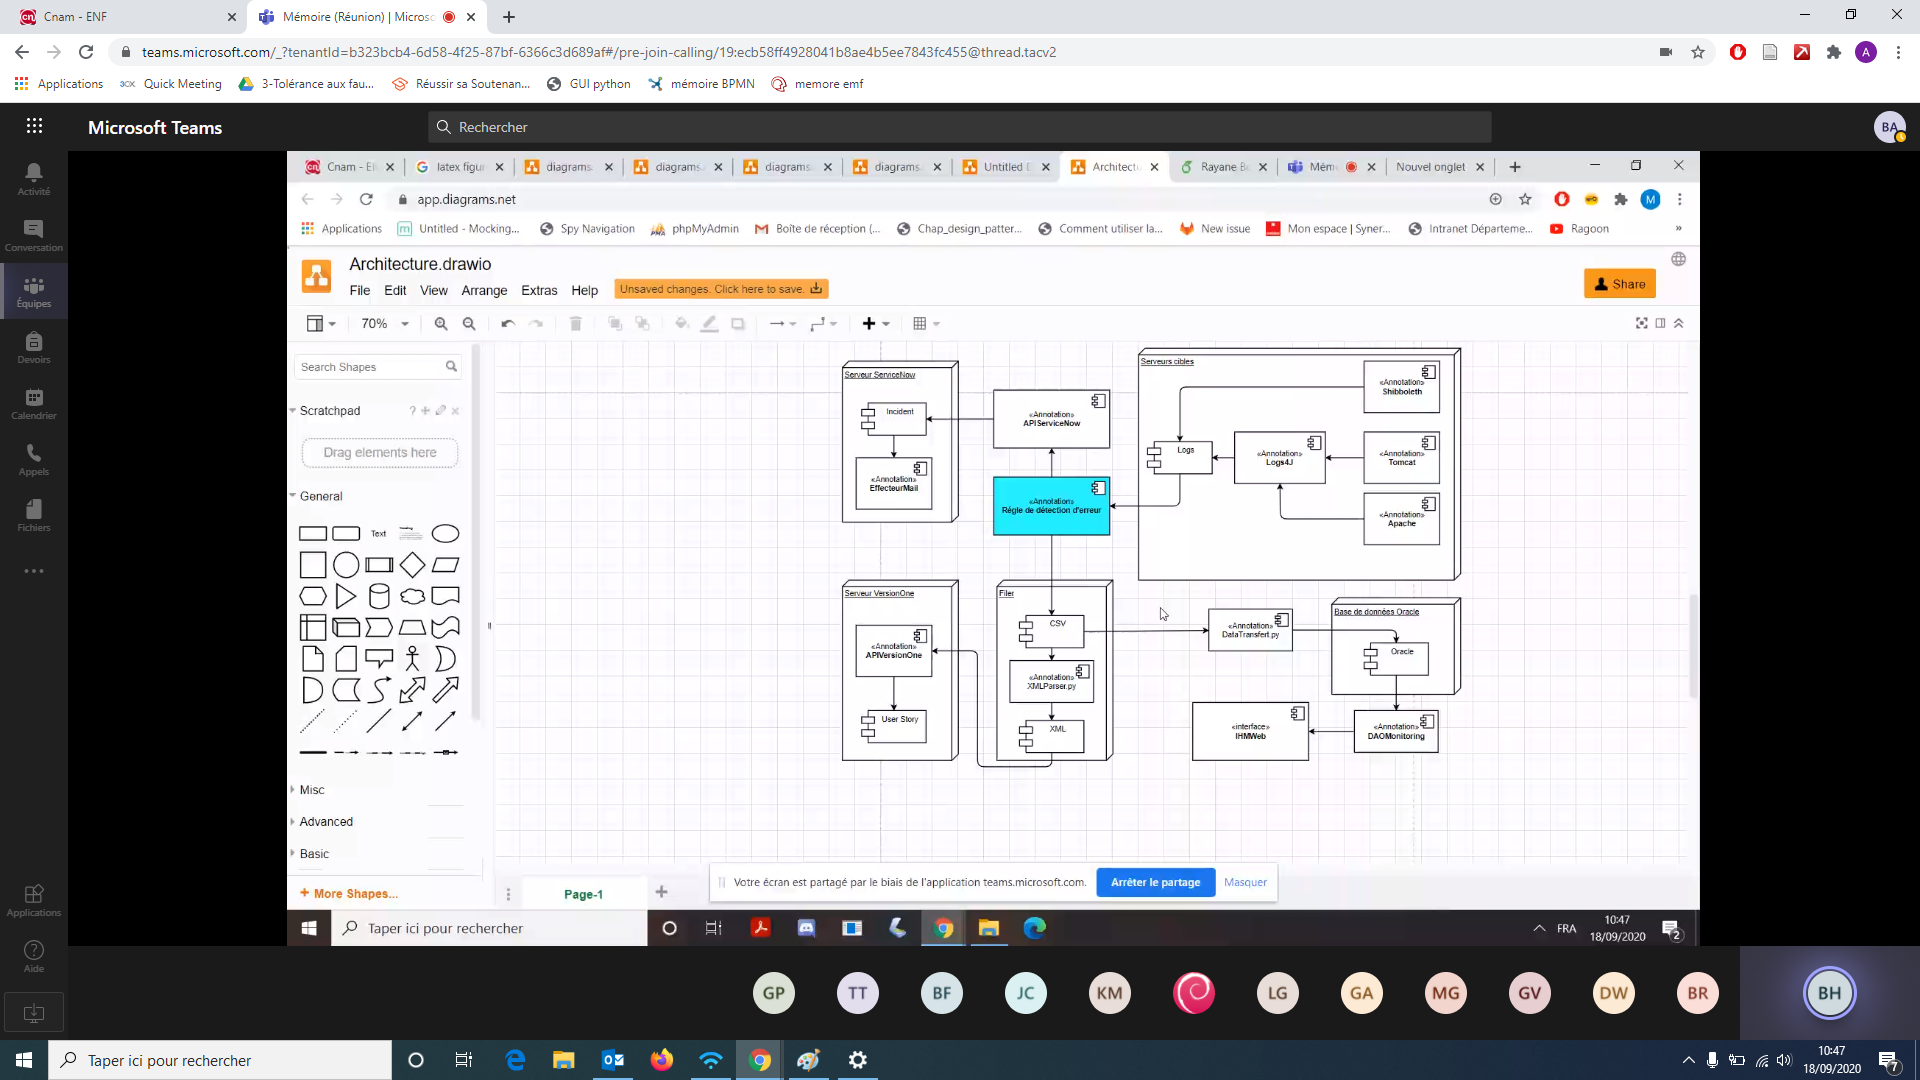 Cnam - ENF
Mémoire (Réunion) | Microso
teams.microsoft.com/_?tenantId=b323bcb4-6d58-4f25-87bf-6366c3d689af#/pre-join-calling/19:ecb58ff4928041b8ae4b5ee7843fc455@thread.tacv2
A
Applications
3CX
Quick Meeting
3-Tolérance aux fau...
Réussir sa Soutenan...
GUI python
mémoire BPMN
memore emf
Microsoft Teams
Rechercher
BA
Activité
Conversation
Équipes
Devoirs
Calendrier
Appels
Fichiers
Applications
Aide
Cnam - EN
latex figur
diagrams.
diagrams.
diagrams.
diagrams.
Untitled D
Architectu
Rayane Be
Mém
Nouvel onglet
app.diagrams.net
M
Applications
Untitled - Mocking...
Spy Navigation
phpMyAdmin
Boîte de réception (...
Chap_design_patter...
Comment utiliser la...
New issue
Mon espace | Syner...
Intranet Départeme...
Ragoon
»
Architecture.drawio
File
Edit
View
Arrange
Extras
Help
Unsaved changes. Click here to save.
Share
70%
Search Shapes
Scratchpad
?
Drag elements here
General
Text
Misc
Advanced
Basic
+ More Shapes...
Serveur ServiceNow
Incident
«Annotation»
EffecteurMail
«Annotation»
APIServiceNow
«Annotation»
Régle de détection d'erreur
Serveurs cibles
Logs
«Annotation»
Logs4J
«Annotation»
Shibboleth
«Annotation»
Tomcat
«Annotation»
Apache
Serveur VersionOne
«Annotation»
APIVersionOne
User Story
Filer
CSV
«Annotation»
XMLParser.py
XML
«Annotation»
DataTransfert.py
Base de données Oracle
Oracle
«interface»
IHMWeb
«Annotation»
DAOMonitoring
Page-1
Votre écran est partagé par le biais de l'application teams.microsoft.com.
Arrêter le partage
Masquer
Taper ici pour rechercher
FRA
10:47
18/09/2020
2
GP
TT
BF
JC
KM
LG
GA
MG
GV
DW
BR
BH
Taper ici pour rechercher
10:47
18/09/2020
7